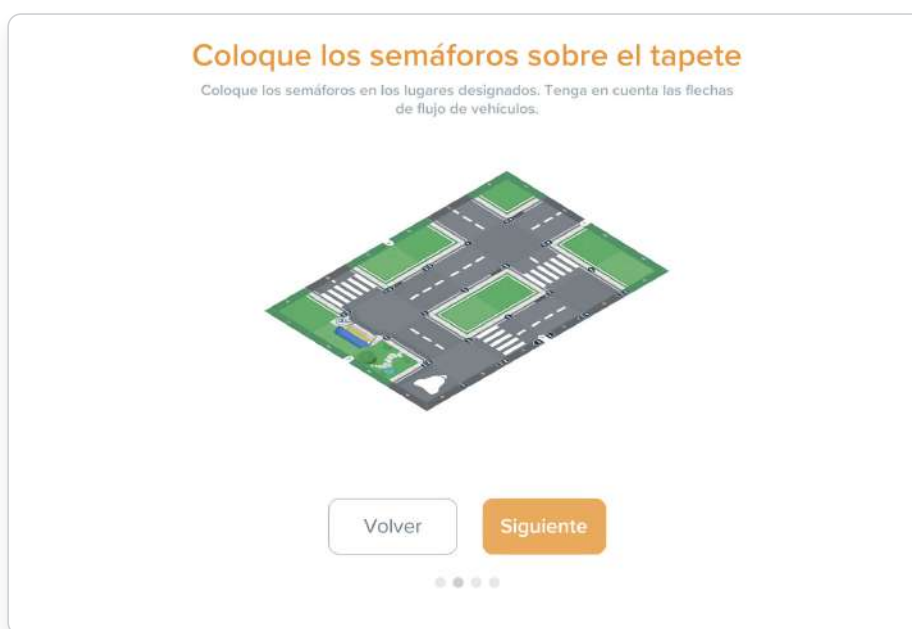 Coloque los semáforos sobre el tapete
Coloque los semáforos en los lugares designados. Tenga en cuenta las flechas
de flujo de vehículos.
Volver
Siguiente